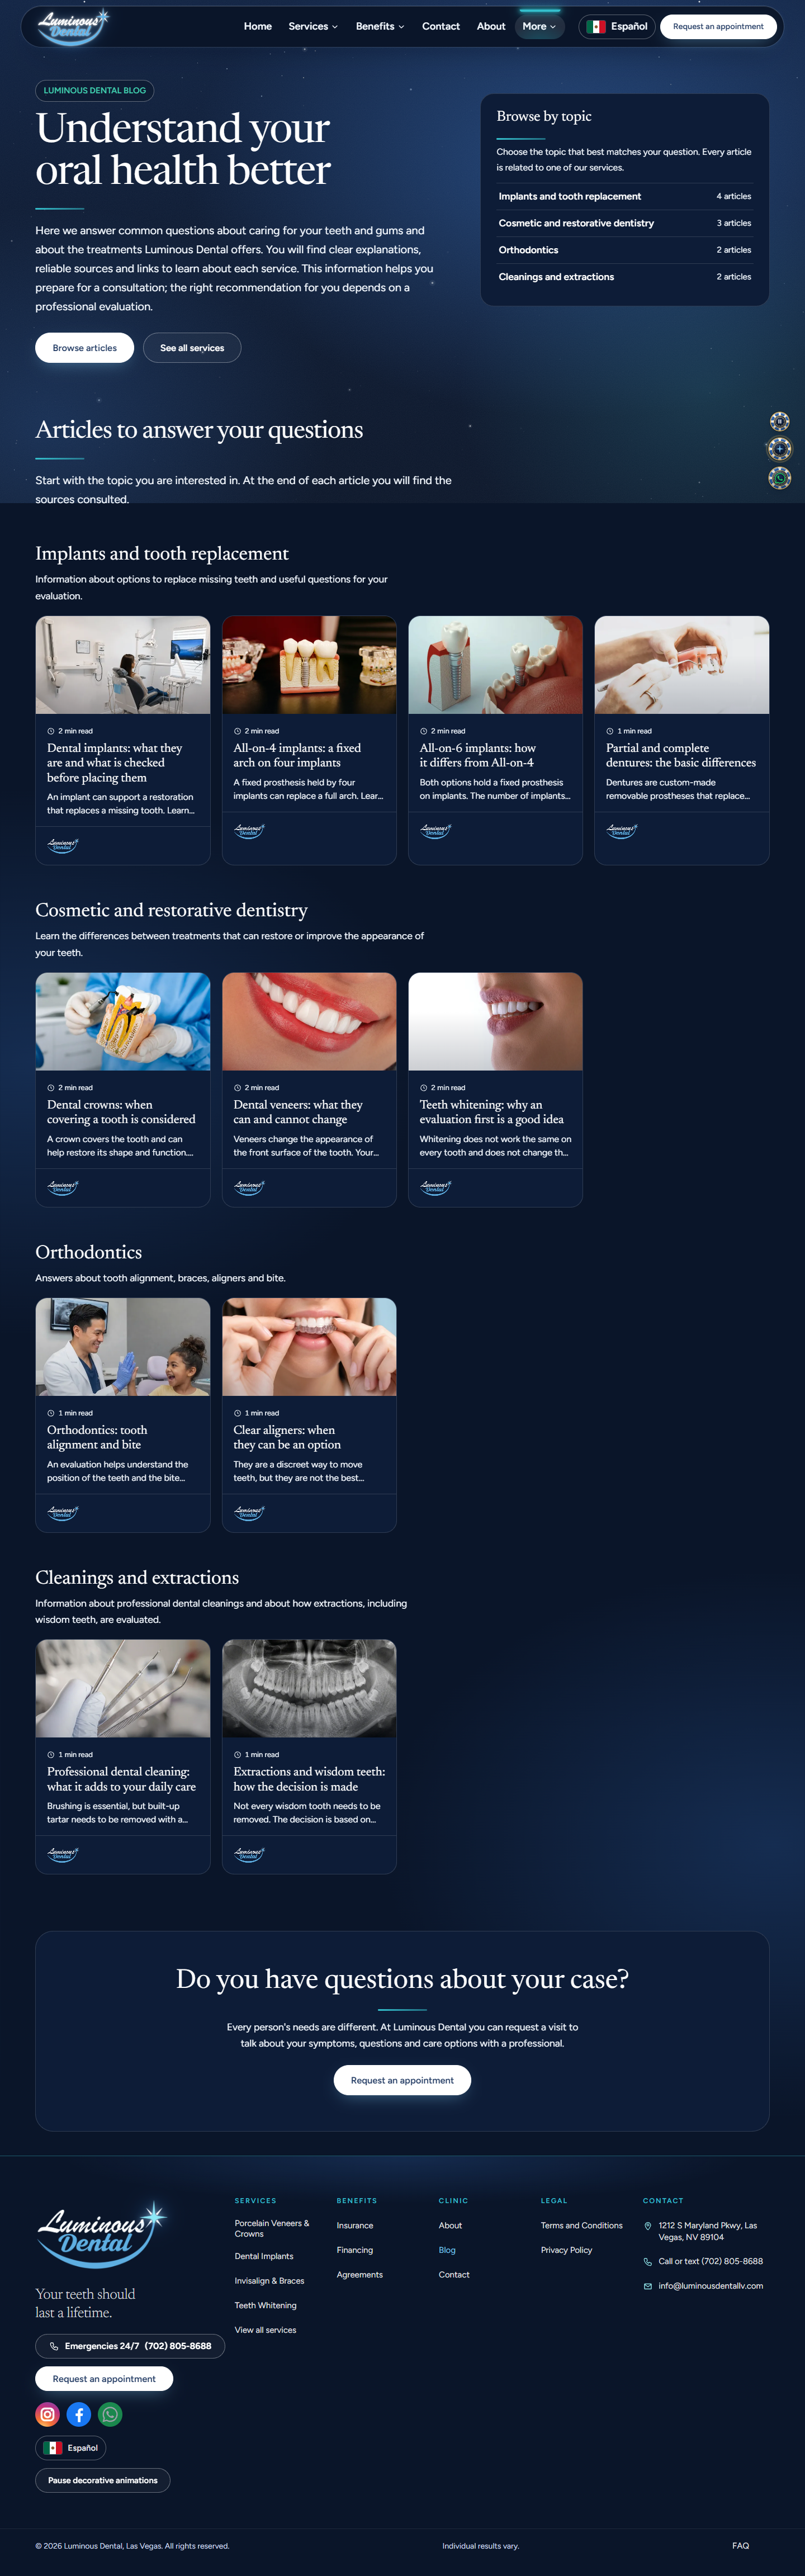 Luminous Dental
Home
Services
Benefits
Contact
About
More
Español
Request an appointment
LUMINOUS DENTAL BLOG
Understand your
oral health better
Here we answer common questions about caring for your teeth and gums and
about the treatments Luminous Dental offers. You will find clear explanations,
reliable sources and links to learn about each service. This information helps you
prepare for a consultation; the right recommendation for you depends on a
professional evaluation.
Browse articles
See all services
Browse by topic
Choose the topic that best matches your question. Every article
is related to one of our services.
Implants and tooth replacement 4 articles
Cosmetic and restorative dentistry 3 articles
Orthodontics 2 articles
Cleanings and extractions 2 articles
Articles to answer your questions
Start with the topic you are interested in. At the end of each article you will find the
sources consulted.
Implants and tooth replacement
Information about options to replace missing teeth and useful questions for your
evaluation.
2 min read
Dental implants: what they
are and what is checked
before placing them
An implant can support a restoration
that replaces a missing tooth. Learn...
Luminous Dental
2 min read
All-on-4 implants: a fixed
arch on four implants
A fixed prosthesis held by four
implants can replace a full arch. Lear...
Luminous Dental
2 min read
All-on-6 implants: how
it differs from All-on-4
Both options hold a fixed prosthesis
on implants. The number of implants...
Luminous Dental
1 min read
Partial and complete
dentures: the basic differences
Dentures are custom-made
removable prostheses that replace...
Luminous Dental
Cosmetic and restorative dentistry
Learn the differences between treatments that can restore or improve the appearance of
your teeth.
2 min read
Dental crowns: when
covering a tooth is considered
A crown covers the tooth and can
help restore its shape and function....
Luminous Dental
2 min read
Dental veneers: what they
can and cannot change
Veneers change the appearance of
the front surface of the tooth. Your...
Luminous Dental
2 min read
Teeth whitening: why an
evaluation first is a good idea
Whitening does not work the same on
every tooth and does not change th...
Luminous Dental
Orthodontics
Answers about tooth alignment, braces, aligners and bite.
1 min read
Orthodontics: tooth
alignment and bite
An evaluation helps understand the
position of the teeth and the bite...
Luminous Dental
1 min read
Clear aligners: when
they can be an option
They are a discreet way to move
teeth, but they are not the best...
Luminous Dental
Cleanings and extractions
Information about professional dental cleanings and about how extractions, including
wisdom teeth, are evaluated.
1 min read
Professional dental cleaning:
what it adds to your daily care
Brushing is essential, but built-up
tartar needs to be removed with a...
Luminous Dental
1 min read
Extractions and wisdom teeth:
how the decision is made
Not every wisdom tooth needs to be
removed. The decision is based on...
Luminous Dental
Do you have questions about your case?
Every person's needs are different. At Luminous Dental you can request a visit to
talk about your symptoms, questions and care options with a professional.
Request an appointment
Luminous Dental
Your teeth should
last a lifetime.
Emergencies 24/7 (702) 805-8688
Request an appointment
Español
Pause decorative animations
SERVICES
Porcelain Veneers &
Crowns
Dental Implants
Invisalign & Braces
Teeth Whitening
View all services
BENEFITS
Insurance
Financing
Agreements
CLINIC
About
Blog
Contact
LEGAL
Terms and Conditions
Privacy Policy
CONTACT
1212 S Maryland Pkwy, Las
Vegas, NV 89104
Call or text (702) 805-8688
info@luminousdentallv.com
© 2026 Luminous Dental, Las Vegas. All rights reserved.
Individual results vary.
FAQ